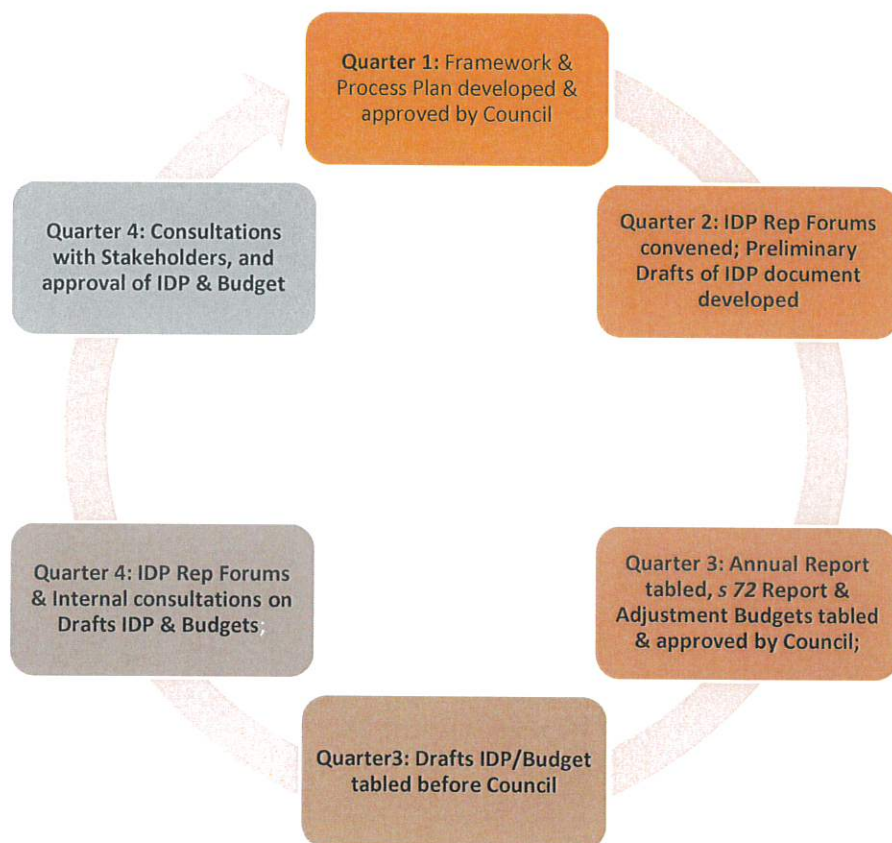 Quarter 1: Framework &
Process Plan developed &
approved by Council
Quarter 2: IDP Rep Forums
convened; Preliminary
Drafts of IDP document
developed
Quarter 3: Annual Report
tabled, s 72 Report &
Adjustment Budgets tabled
& approved by Council;
Quarter3: Drafts IDP/Budget
tabled before Council
Quarter 4: IDP Rep Forums
& Internal consultations on
Drafts IDP & Budgets;
Quarter 4: Consultations
with Stakeholders, and
approval of IDP & Budget